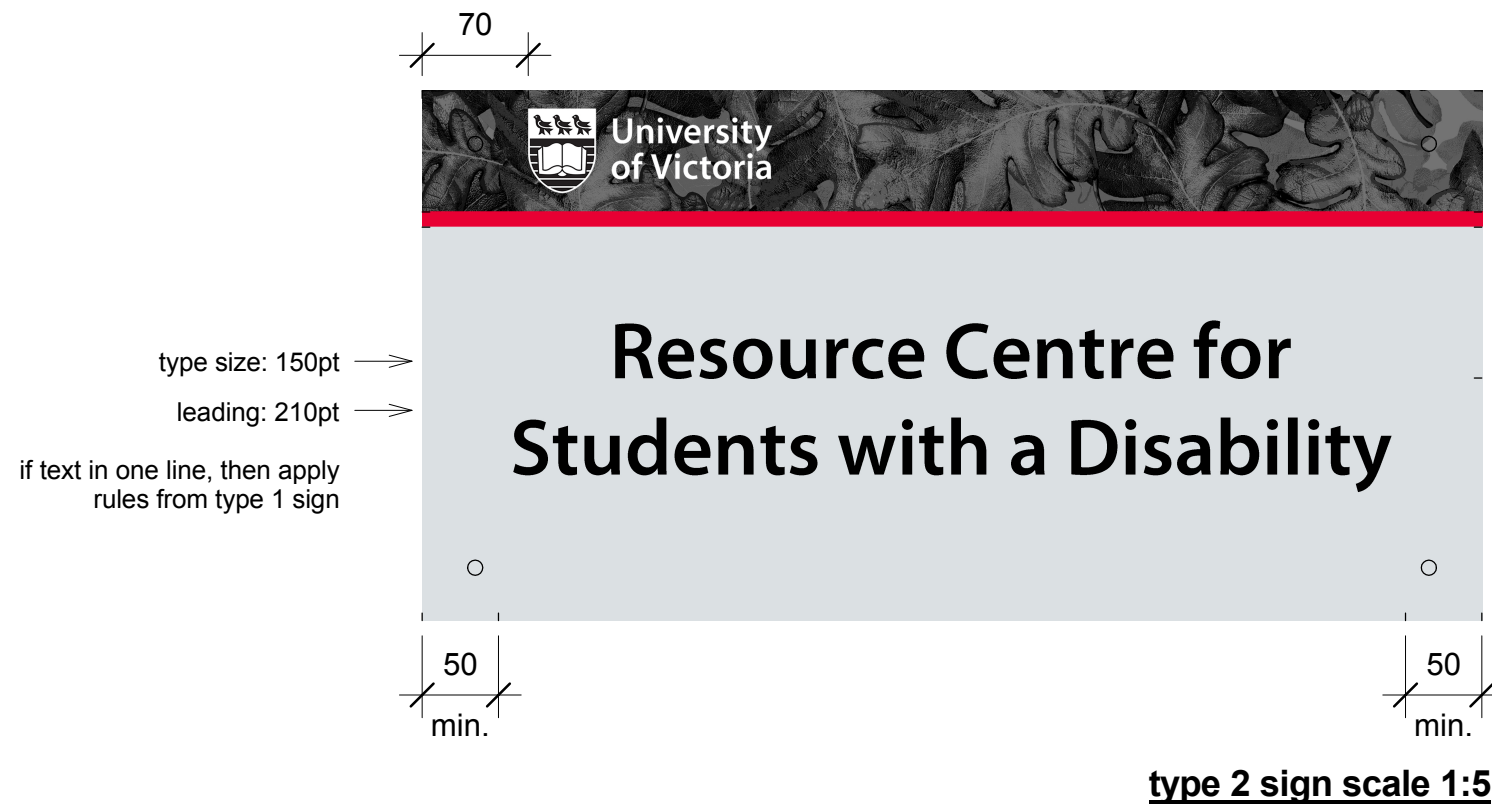 70
University
of Victoria
Resource Centre for
Students with a Disability
type size: 150pt
leading: 210pt
if text in one line, then apply
rules from type 1 sign
50
min.
50
min.
type 2 sign scale 1:5